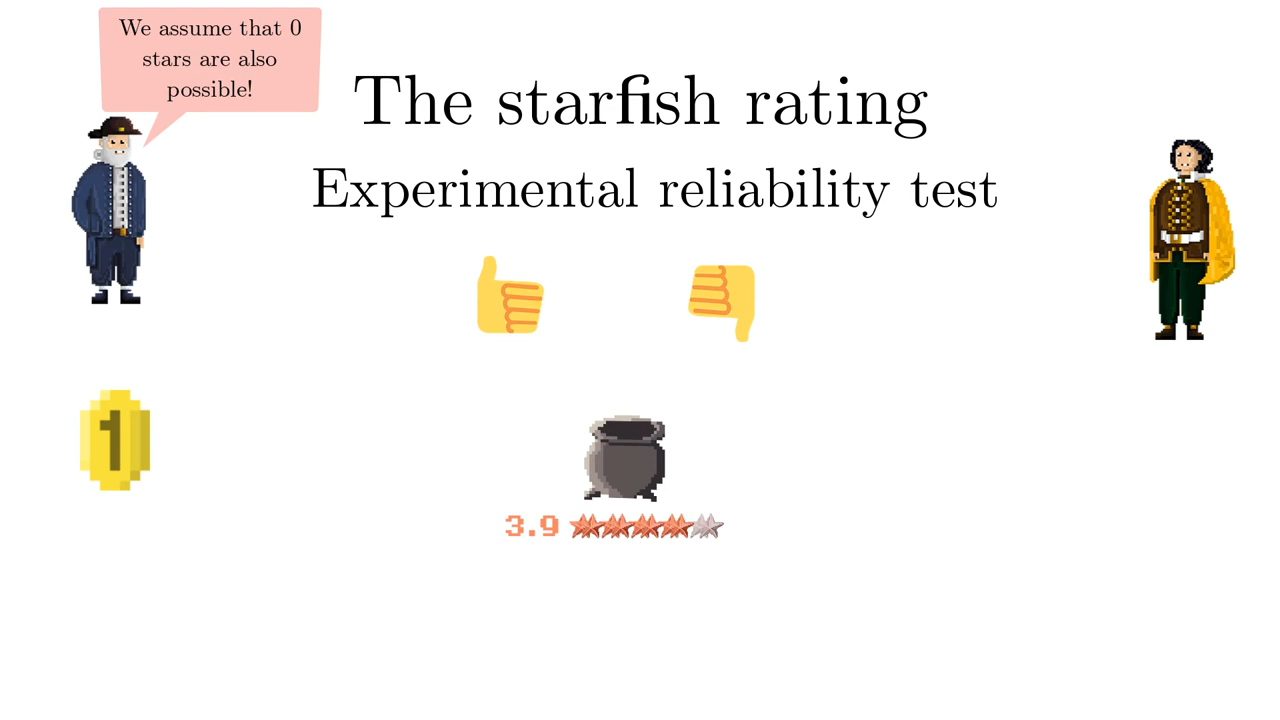 We assume that 0
stars are also
possible!
The starfish rating
Experimental reliability test
1
3.9